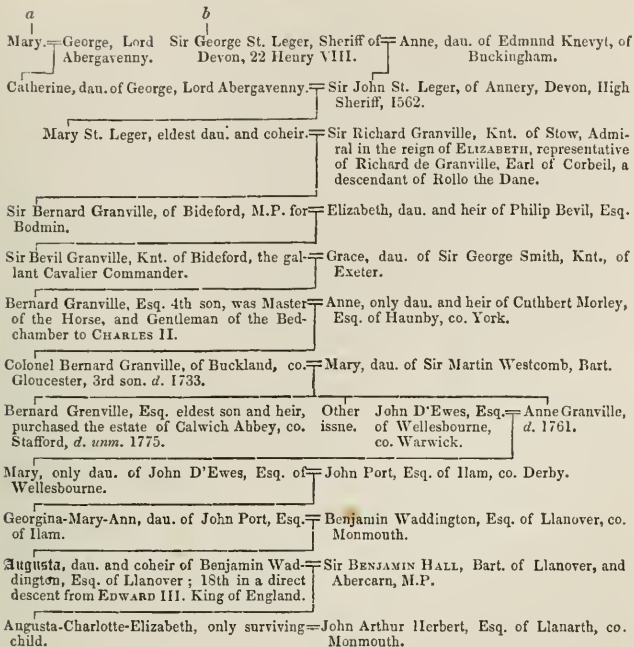 a b
Mary.=George, Lord Abergavenny. Sir George St. Leger, Sheriff of Devon, 22 Henry VIII.=Anne, dau. of Edmund Knevyt, of Buckingham.
Catherine, dau. of George, Lord Abergavenny.=Sir John St. Leger, of Annery, Devon, High Sheriff, 1562.
Mary St. Leger, eldest dau. and coheir.=Sir Richard Granville, Knt. of Stow, Admi-
ral in the reign of ELIZABETH, representative
of Richard de Granville, Earl of Corbeil, a
descendant of Rollo the Dane.
Sir Bernard Granville, of Bideford, M.P. for Bodmin.=Elizabeth, dau. and heir of Philip Bevil, Esq.
Sir Bevil Granville, Knt. of Bideford, the gal-
lant Cavalier Commander.=Grace, dau. of Sir George Smith, Knt., of Exeter.
Bernard Granville, Esq. 4th son, was Master
of the Horse, and Gentleman of the Bed-
chamber to CHARLES II.=Anne, only dau. and heir of Cuthbert Morley,
Esq. of Haunby, co. York.
Colonel Bernard Granville, of Buckland, co.
Gloucester, 3rd son. d. 1733.=Mary, dau. of Sir Martin Westcomb, Bart.
Bernard Grenville, Esq. eldest son and heir,
purchased the estate of Calwich Abbey, co.
Stafford, d. unm. 1775.
Other issne.
John D'Ewes, Esq. of Wellesbourne, co. Warwick.=Anne Granville, d. 1761.
Mary, only dau. of John D'Ewes, Esq. of Wellesbourne.=John Port, Esq. of Ilam, co. Derby.
Georgina-Mary-Ann, dau. of John Port, Esq. of Ilam.=Benjamin Waddington, Esq. of Llanover, co. Monmouth.
Augusta, dau. and coheir of Benjamin Wad-
dington, Esq. of Llanover; 18th in a direct
descent from EDWARD III. King of England.=Sir BENJAMIN HALL, Bart. of Llanover, and
Abercarn, M.P.
Augusta-Charlotte-Elizabeth, only surviving child.=John Arthur Herbert, Esq. of Llanarth, co. Monmouth.